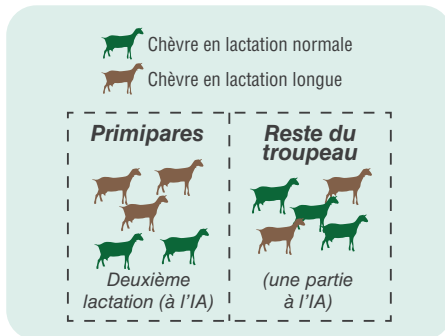 Chèvre en lactation normale
Chèvre en lactation longue
Primipares
Reste du
troupeau
Deuxième
lactation (à l'IA)
(une partie
à l'IA)